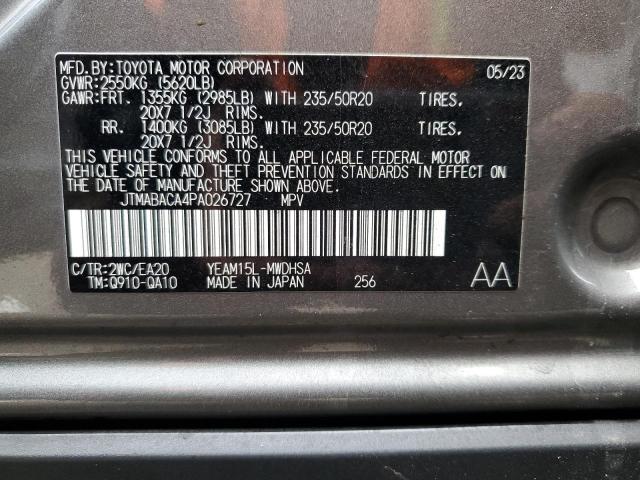 MFD.BY:TOYOTA MOTOR CORPORATION 05/23
GVWR:2550KG (5620LB)
GAWR:FRT. 1355KG (2985LB) WITH 235/50R20 TIRES.
20X7 1/2J RIMS.
RR. 1400KG (3085LB) WITH 235/50R20 TIRES.
20X7 1/2J RIMS.
THIS VEHICLE CONFORMS TO ALL APPLICABLE FEDERAL MOTOR
VEHICLE SAFETY AND THEFT PREVENTION STANDARDS IN EFFECT
ON THE DATE OF MANUFACTURE SHOWN ABOVE.
JTMABACA4PA026727 MPV
C/TR:2WC/EA20 YEAM15L-MWDHSA
TM:Q910-QA10 MADE IN JAPAN 256 AA